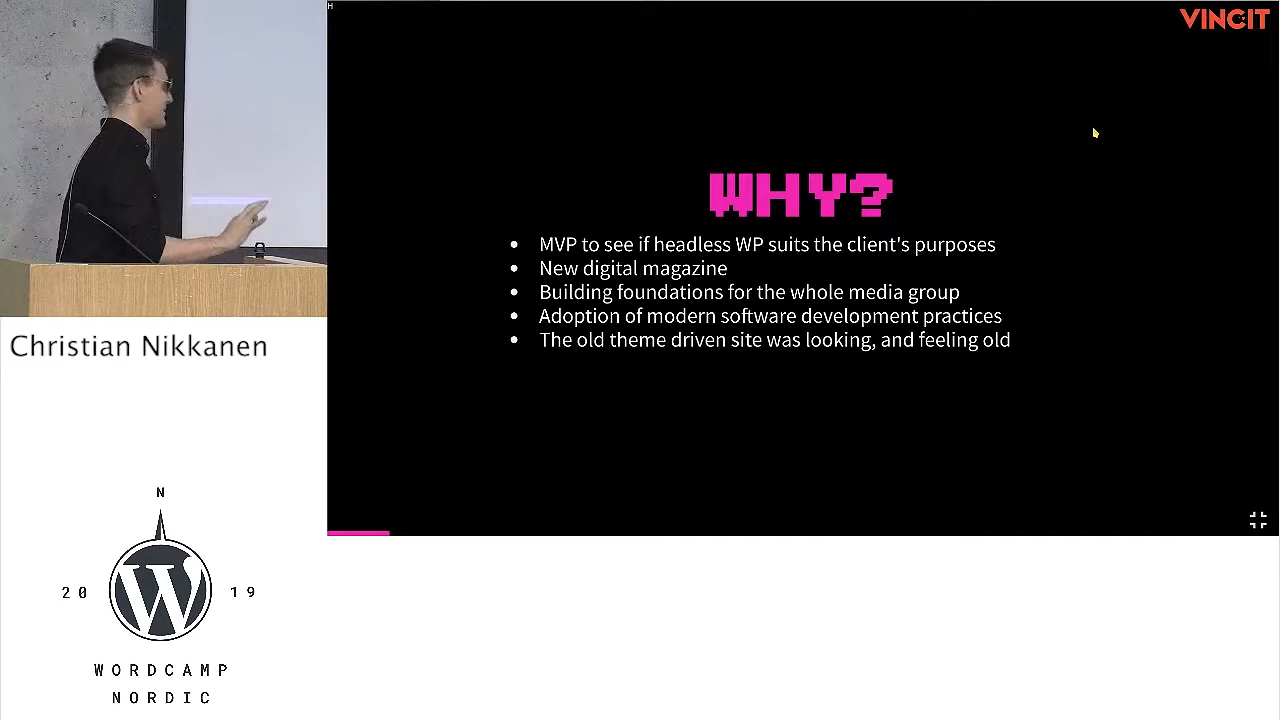 H
VINCIT
WHY?
• MVP to see if headless WP suits the client's purposes
• New digital magazine
• Building foundations for the whole media group
• Adoption of modern software development practices
• The old theme driven site was looking, and feeling old
Christian Nikkanen
N
20 19
WORDCAMP
NORDIC